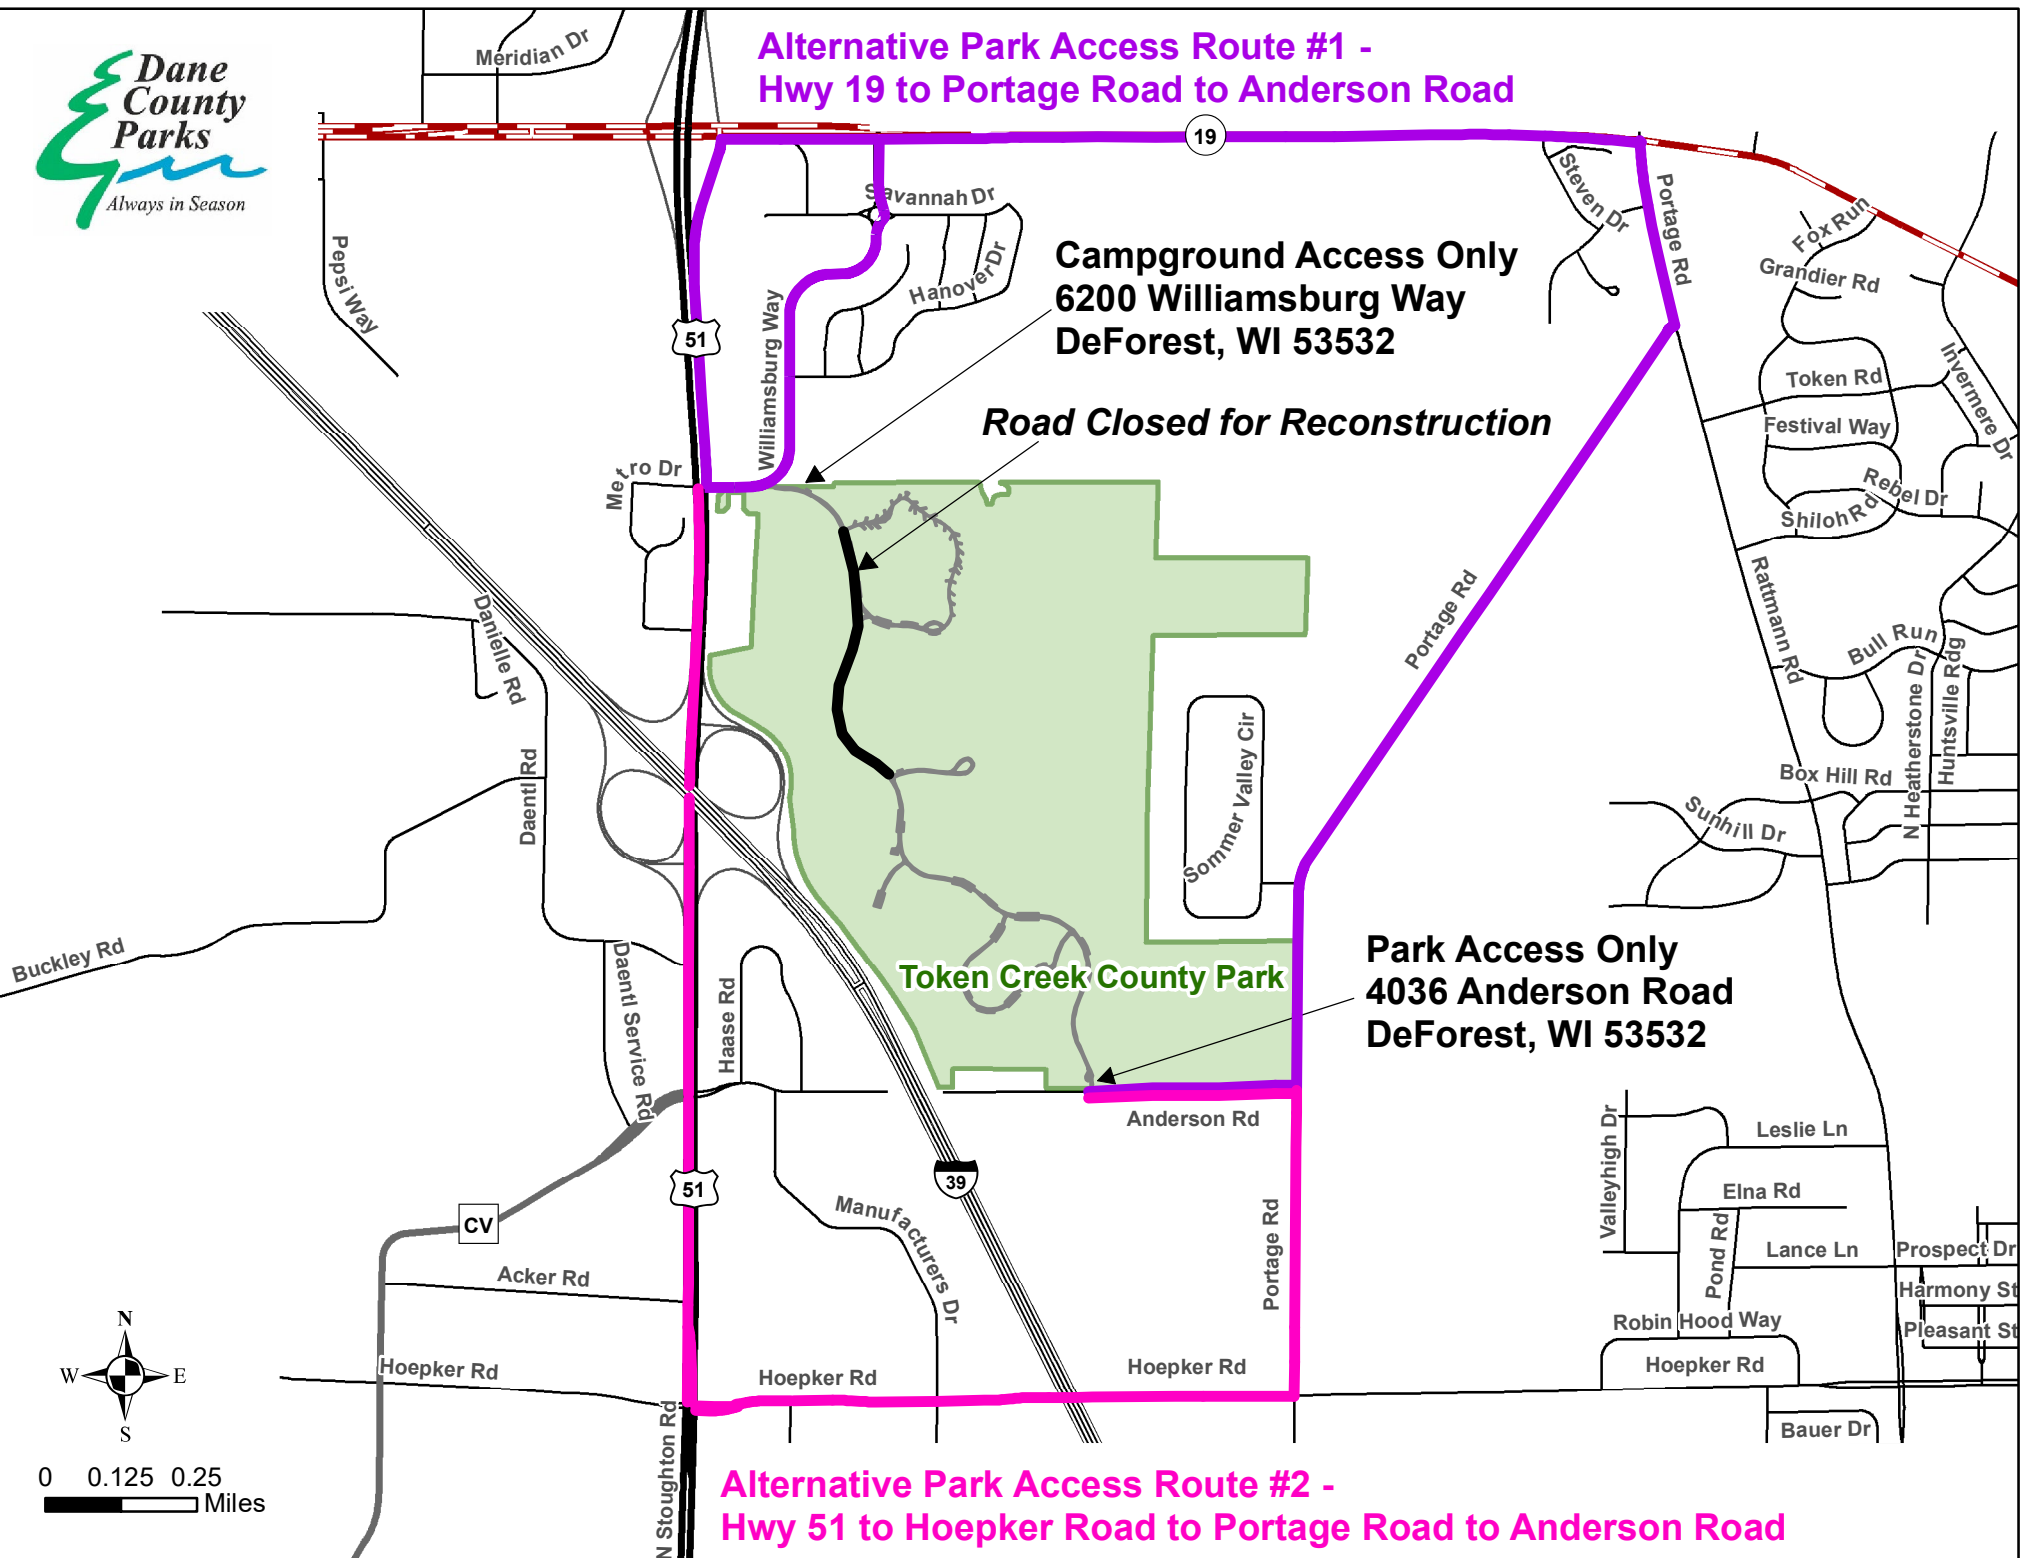 Dane
County
Parks
Always in Season
Alternative Park Access Route #1 -
Hwy 19 to Portage Road to Anderson Road
Meridian Dr
19
Savannah Dr
Steven Dr
Portage Rd
Fox Run
Grandier Rd
Pepsi Way
Hanover Dr
Campground Access Only
6200 Williamsburg Way
DeForest, WI 53532
51
Williamsburg Way
Invermere Dr
Token Rd
Festival Way
Road Closed for Reconstruction
Metro Dr
Rebel Dr
Shiloh Rd
Portage Rd
Rattmann Rd
Danielle Rd
Bull Run
N Heatherstone Dr
Huntsville Rdg
Sommer Valley Cir
Daentl Rd
Box Hill Rd
Sunhill Dr
Buckley Rd
Daentl Service Rd
Haase Rd
Token Creek County Park
Park Access Only
4036 Anderson Road
DeForest, WI 53532
Anderson Rd
Valleyhigh Dr
Leslie Ln
51
39
Elna Rd
CV
Manufacturers Dr
Portage Rd
Pond Rd
Lance Ln
Prospect Dr
Acker Rd
Harmony St
Robin Hood Way
Pleasant St
N
W
E
S
Hoepker Rd
Hoepker Rd
Hoepker Rd
Hoepker Rd
N Stoughton Rd
Bauer Dr
0 0.125 0.25
Miles
Alternative Park Access Route #2 -
Hwy 51 to Hoepker Road to Portage Road to Anderson Road